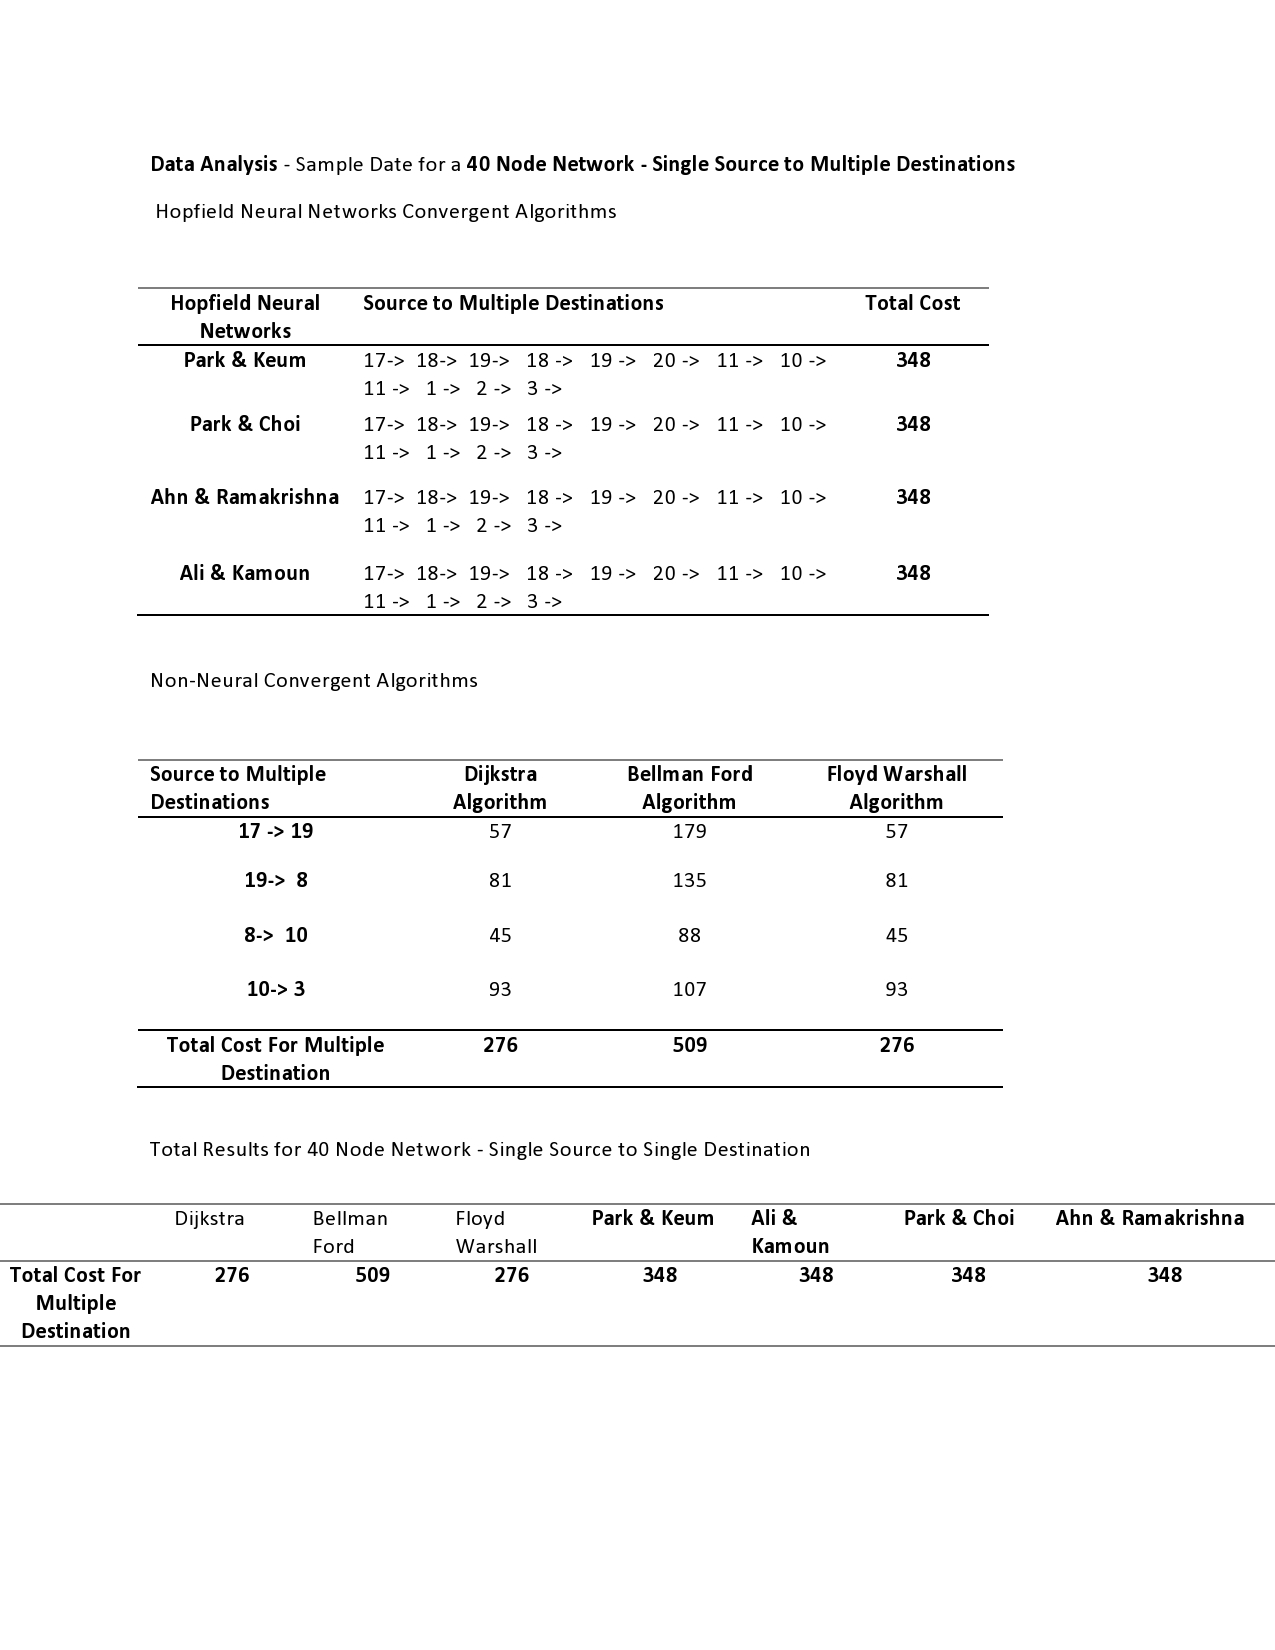 Data Analysis - Sample Date for a 40 Node Network - Single Source to Multiple Destinations
Hopfield Neural Networks Convergent Algorithms
Hopfield Neural Networks Source to Multiple Destinations Total Cost
Park & Keum 17-> 18-> 19-> 18 -> 19 -> 20 -> 11 -> 10 -> 348
11 -> 1 -> 2 -> 3 ->
Park & Choi 17-> 18-> 19-> 18 -> 19 -> 20 -> 11 -> 10 -> 348
11 -> 1 -> 2 -> 3 ->
Ahn & Ramakrishna 17-> 18-> 19-> 18 -> 19 -> 20 -> 11 -> 10 -> 348
11 -> 1 -> 2 -> 3 ->
Ali & Kamoun 17-> 18-> 19-> 18 -> 19 -> 20 -> 11 -> 10 -> 348
11 -> 1 -> 2 -> 3 ->
Non-Neural Convergent Algorithms
Source to Multiple Dijkstra Bellman Ford Floyd Warshall
Destinations Algorithm Algorithm Algorithm
17 -> 19 57 179 57
19-> 8 81 135 81
8-> 10 45 88 45
10-> 3 93 107 93
Total Cost For Multiple 276 509 276
Destination
Total Results for 40 Node Network - Single Source to Single Destination
Dijkstra Bellman Floyd Park & Keum Ali & Park & Choi Ahn & Ramakrishna
Ford Warshall Kamoun
Total Cost For 276 509 276 348 348 348 348
Multiple
Destination